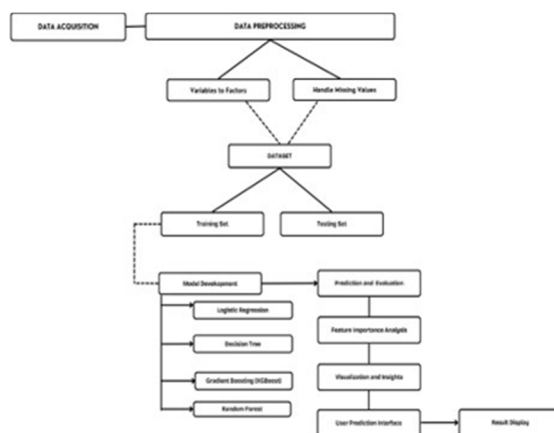 DATA ACQUISITION
DATA PREPROCESSING
Variables to Factors
Handle Missing Values
DATASET
Training Set
Testing Set
Model Development
Prediction and Evaluation
Logistic Regression
Feature Importance Analysis
Decision Tree
Visualization and Insights
Gradient Boosting (XGBoost)
Random Forest
User Prediction Interface
Result Display